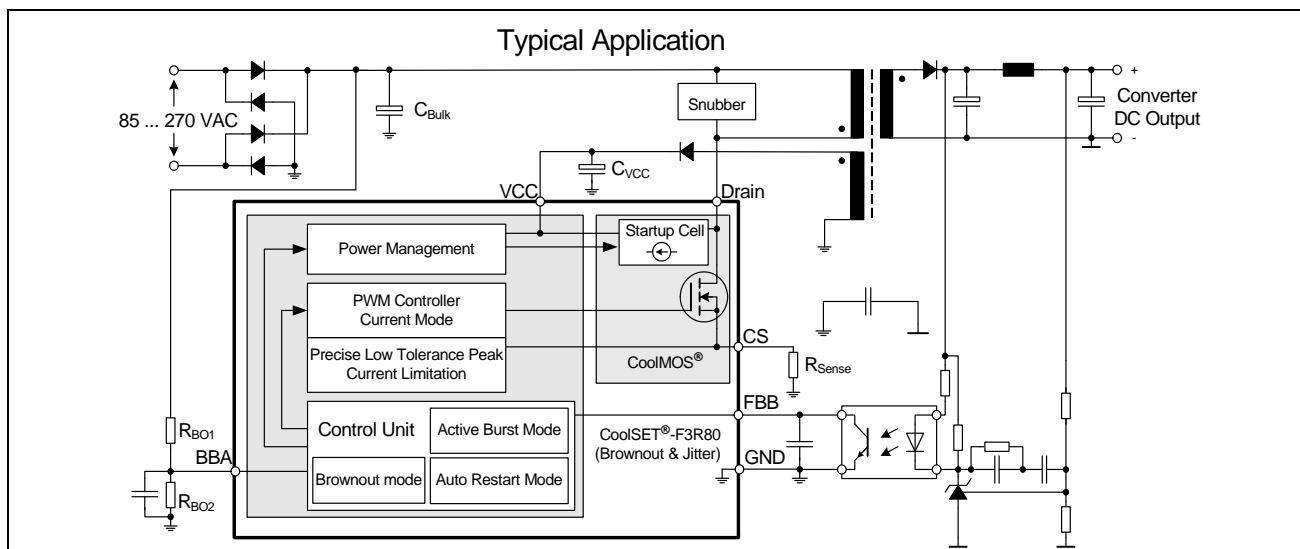 Typical Application
85 ... 270 VAC
CBulk
Snubber
+
Converter
DC Output
-
CVCC
VCC
Drain
Power Management
Startup Cell
PWM Controller
Current Mode
Precise Low Tolerance Peak
Current Limitation
CoolMOS®
CS
RSense
FBB
Control Unit
Active Burst Mode
CoolSET®-F3R80
(Brownout & Jitter)
RBO1
BBA
GND
Brownout mode
Auto Restart Mode
RBO2